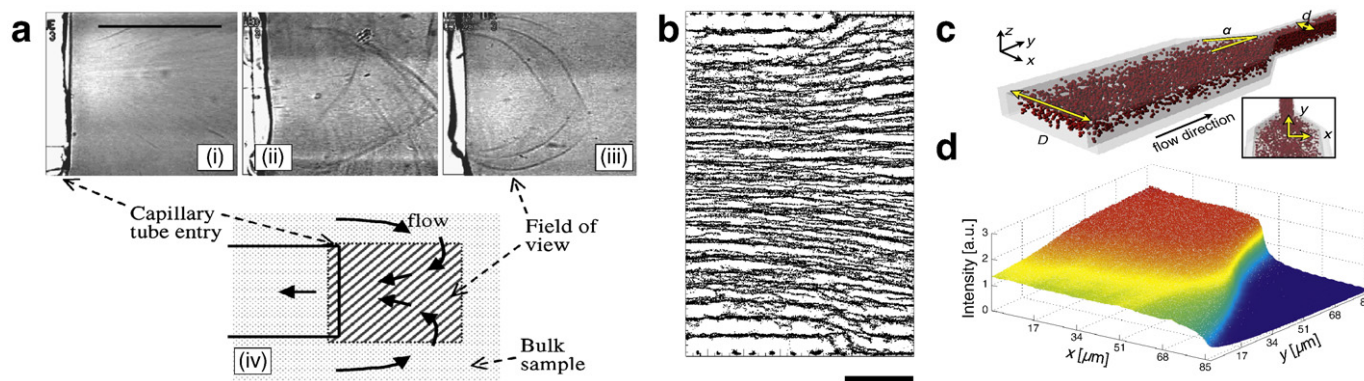 a
(i)
(ii)
(iii)
Capillary
tube entry
flow
Field of
view
(iv)
Bulk
sample
b
c
z
y
x
α
d
D
flow direction
y
x
d
Intensity [a.u.]
3
2
1
0
17
34
51
68
85
x [μm]
17
34
51
68
y [μm]